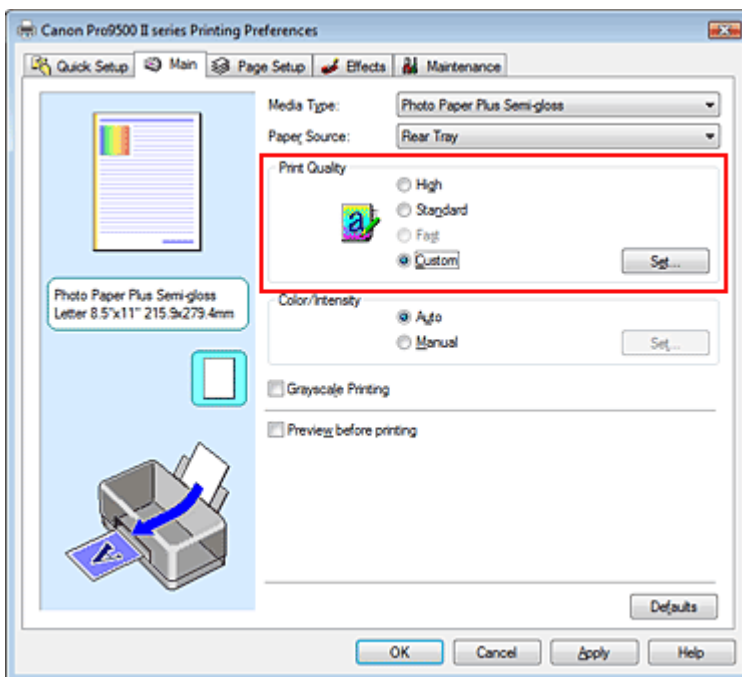 Canon Pro9500 II series Printing Preferences
Quick Setup Main Page Setup Effects Maintenance
Media Type: Photo Paper Plus Semi-gloss
Paper Source: Rear Tray
Print Quality
High
Standard
Fast
Custom Set...
Photo Paper Plus Semi-gloss
Letter 8.5"x11" 215.9x279.4mm
Color/Intensity
Auto
Manual Set...
Grayscale Printing
Preview before printing
Defaults
OK Cancel Apply Help